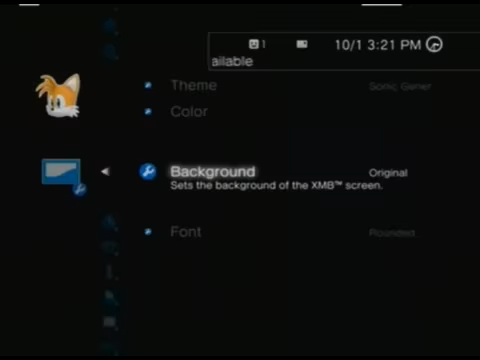 1 10/1 3:21 PM
ailable
Theme Sonic Gener
Color
Background Original
Sets the background of the XMB™ screen.
Font Rounded